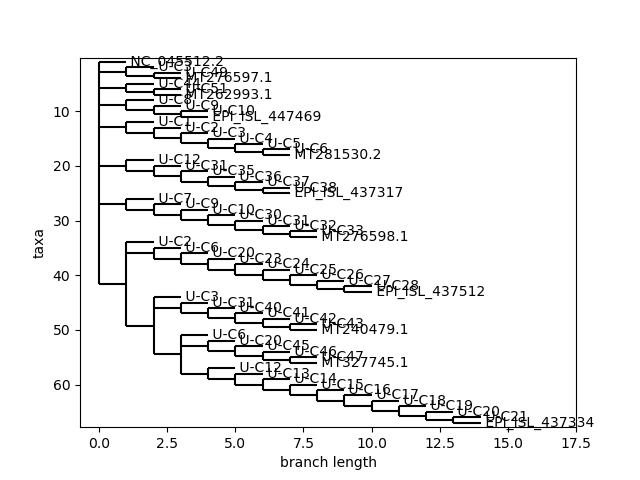 NC_045512.2
U-C3
U-C49
MT276597.1
U-C44
U-C51
MT262993.1
U-C8
U-C9
U-C10
EPI_ISL_447469
U-C1
U-C2
U-C3
U-C4
U-C5
U-C6
MT281530.2
U-C12
U-C31
U-C35
U-C36
U-C37
U-C38
EPI_ISL_437317
U-C7
U-C9
U-C10
U-C30
U-C31
U-C32
U-C33
MT276598.1
U-C2
U-C6
U-C20
U-C23
U-C24
U-C25
U-C26
U-C27
U-C28
EPI_ISL_437512
U-C3
U-C31
U-C40
U-C41
U-C42
U-C43
MT240479.1
U-C6
U-C20
U-C45
U-C46
U-C47
MT327745.1
U-C12
U-C13
U-C14
U-C15
U-C16
U-C17
U-C18
U-C19
U-C20
U-C21
EPI_ISL_437334
10
20
30
40
50
60
taxa
0.0 2.5 5.0 7.5 10.0 12.5 15.0 17.5
branch length